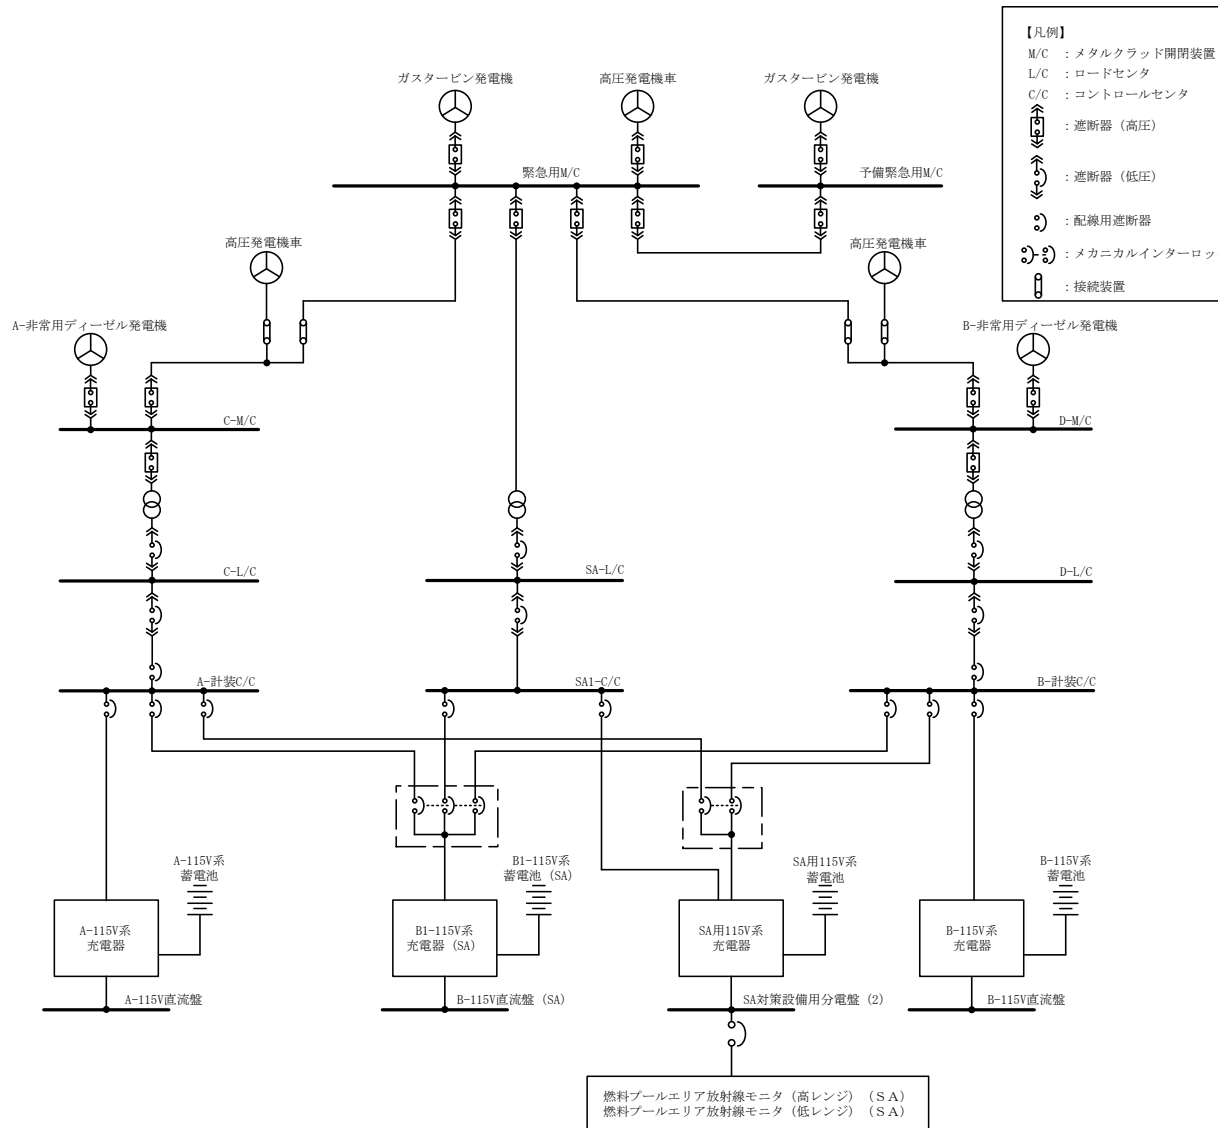 【凡例】
M/C ：メタルクラッド開閉装置
L/C ：ロードセンタ
C/C ：コントロールセンタ
：遮断器（高圧）
：遮断器（低圧）
：配線用遮断器
：メカニカルインターロッ
：接続装置
ガスタービン発電機
高圧発電機車
ガスタービン発電機
緊急用M/C
予備緊急用M/C
高圧発電機車
高圧発電機車
A-非常用ディーゼル発電機
B-非常用ディーゼル発電機
C-M/C
D-M/C
C-L/C
SA-L/C
D-L/C
A-計装C/C
SA1-C/C
B-計装C/C
A-115V系
蓄電池
B1-115V系
蓄電池（SA）
SA用115V系
蓄電池
B-115V系
蓄電池
A-115V系
充電器
B1-115V系
充電器（SA）
SA用115V系
充電器
B-115V系
充電器
A-115V直流盤
B-115V直流盤（SA）
SA対策設備用分電盤（2）
B-115V直流盤
燃料プールエリア放射線モニタ（高レンジ）（ＳＡ）
燃料プールエリア放射線モニタ（低レンジ）（ＳＡ）